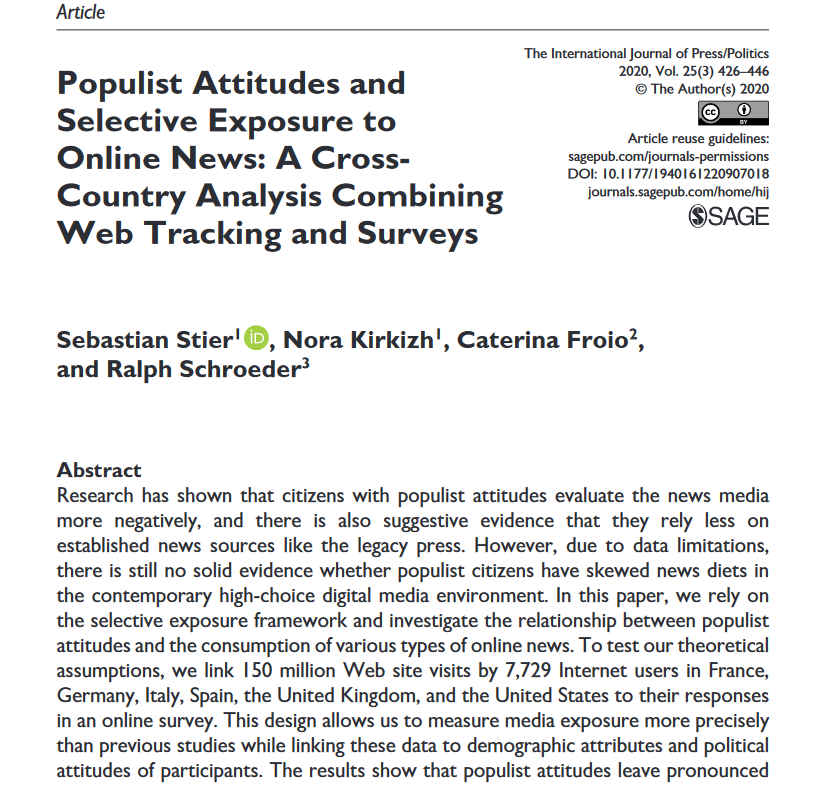 Article
Populist Attitudes and
Selective Exposure to
Online News: A Cross-
Country Analysis Combining
Web Tracking and Surveys
The International Journal of Press/Politics
2020, Vol. 25(3) 426–446
© The Author(s) 2020
cc BY
Article reuse guidelines:
sagepub.com/journals-permissions
DOI: 10.1177/1940161220907018
journals.sagepub.com/home/hij
SSAGE
Sebastian Stier¹ iD, Nora Kirkizh¹, Caterina Froio²,
and Ralph Schroeder³
Abstract
Research has shown that citizens with populist attitudes evaluate the news media
more negatively, and there is also suggestive evidence that they rely less on
established news sources like the legacy press. However, due to data limitations,
there is still no solid evidence whether populist citizens have skewed news diets in
the contemporary high-choice digital media environment. In this paper, we rely on
the selective exposure framework and investigate the relationship between populist
attitudes and the consumption of various types of online news. To test our theoretical
assumptions, we link 150 million Web site visits by 7,729 Internet users in France,
Germany, Italy, Spain, the United Kingdom, and the United States to their responses
in an online survey. This design allows us to measure media exposure more precisely
than previous studies while linking these data to demographic attributes and political
attitudes of participants. The results show that populist attitudes leave pronounced